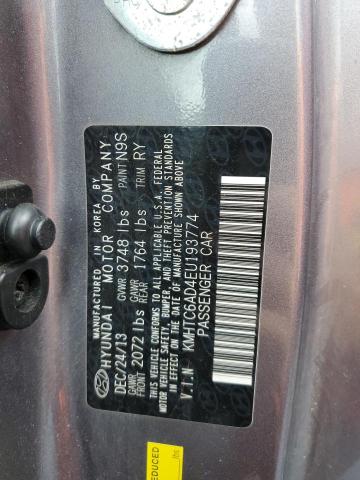 MANUFACTURED IN KOREA BY
HYUNDAI MOTOR COMPANY
DEC/24/13 GVWR 3748 lbs PAINT N9S
GAWR FRONT 2072 lbs GAWR REAR 1764 lbs TRIM RY
THIS VEHICLE CONFORMS TO ALL APPLICABLE U.S.A. FEDERAL
MOTOR VEHICLE SAFETY, BUMPER, AND THEFT PREVENTION STANDARDS
IN EFFECT ON THE DATE OF MANUFACTURE SHOWN ABOVE.
V.I.N KMHTC6AD4EU193774
PASSENGER CAR
REDUCED
lbs